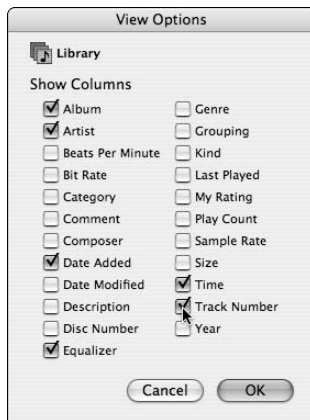 View Options
Library
Show Columns
Album
Artist
Beats Per Minute
Bit Rate
Category
Comment
Composer
Date Added
Date Modified
Description
Disc Number
Equalizer
Genre
Grouping
Kind
Last Played
My Rating
Play Count
Sample Rate
Size
Time
Track Number
Year
Cancel
OK